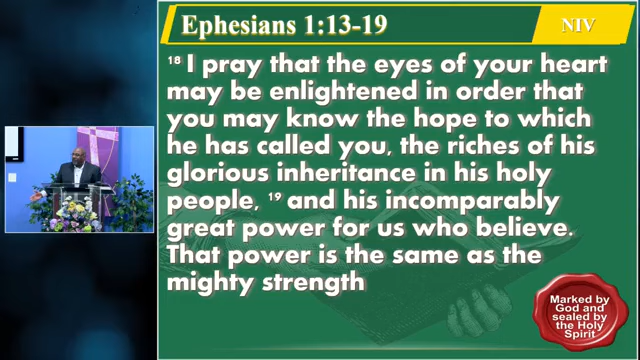 Ephesians 1:13-19
NIV
18 I pray that the eyes of your heart
may be enlightened in order that
you may know the hope to which
he has called you, the riches of his
glorious inheritance in his holy
people, 19 and his incomparably
great power for us who believe.
That power is the same as the
mighty strength
Marked by
God and
sealed by
the Holy
Spirit